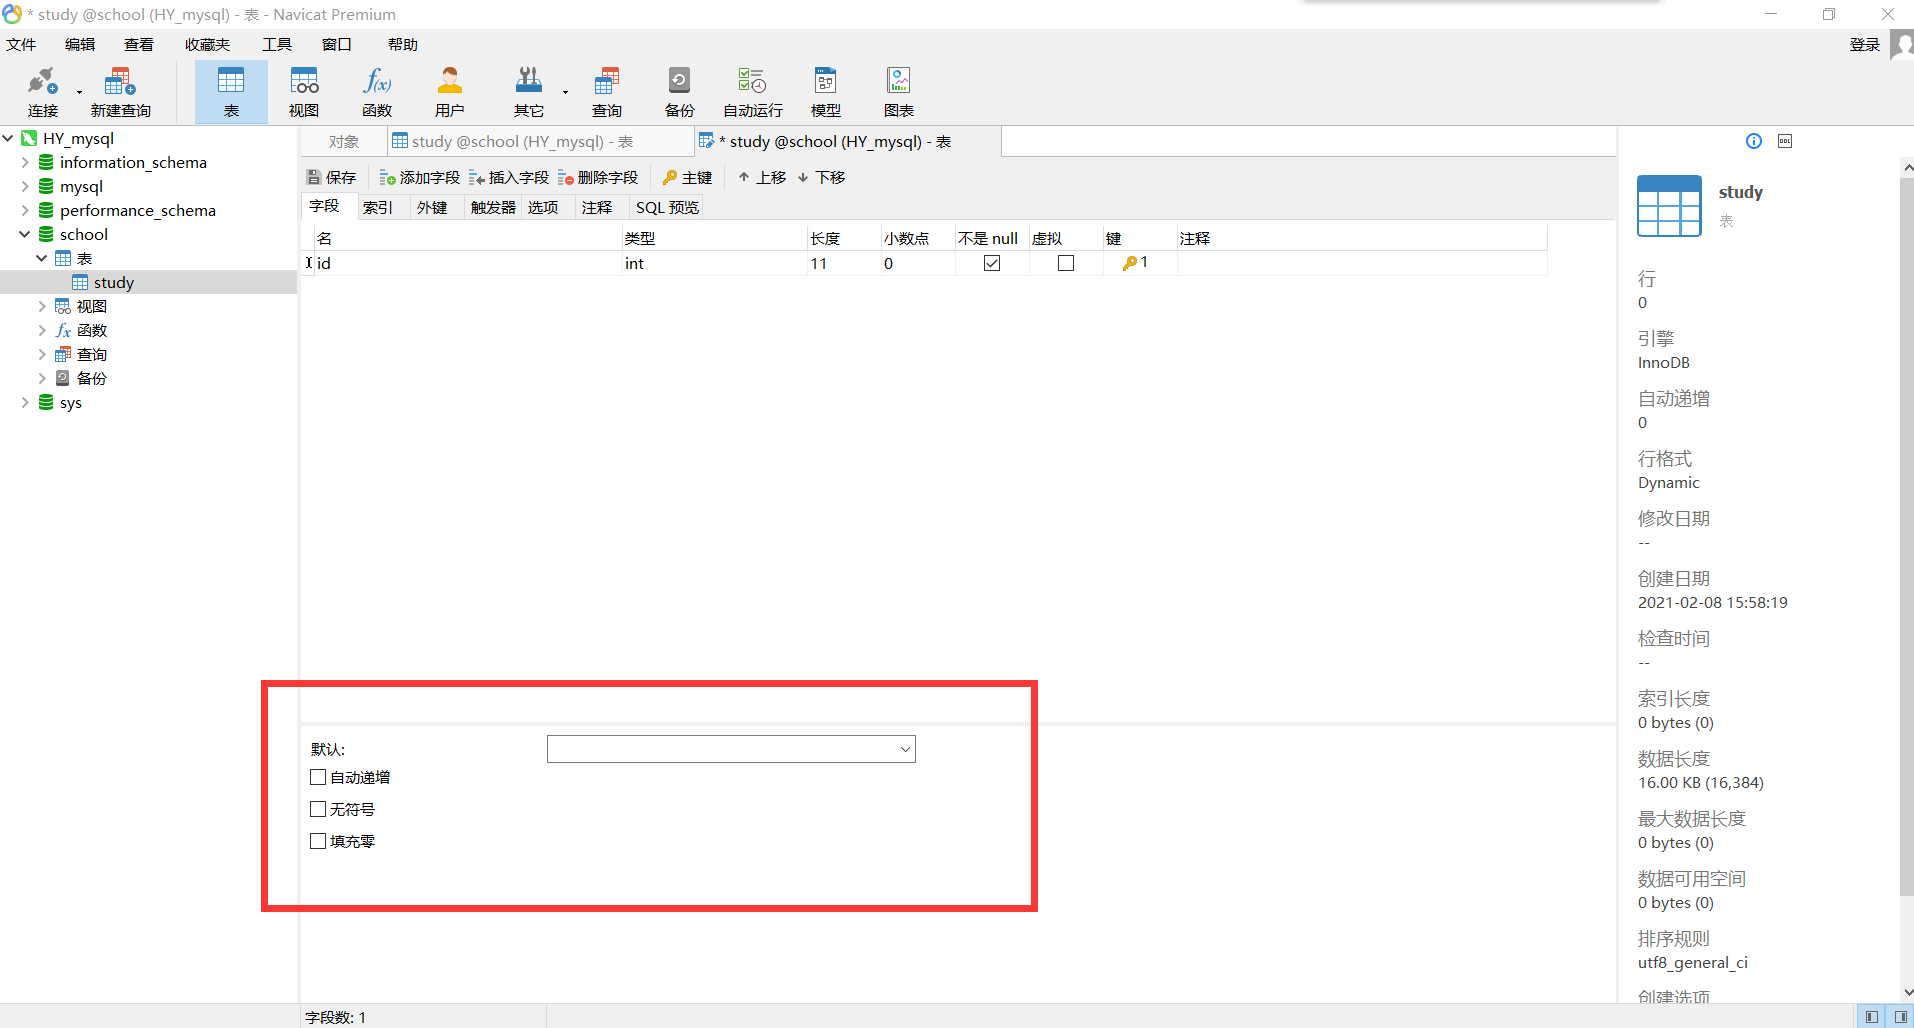 * study @school (HY_mysql) - 表 - Navicat Premium
文件 编辑 查看 收藏夹 工具 窗口 帮助 登录
连接 新建查询 表 视图 函数 用户 其它 查询 备份 自动运行 模型 图表
HY_mysql
information_schema
mysql
performance_schema
school
表
study
视图
函数
查询
备份
sys
对象 study @school (HY_mysql) - 表 * study @school (HY_mysql) - 表
保存 添加字段 插入字段 删除字段 主键 上移 下移
字段 索引 外键 触发器 选项 注释 SQL 预览
名 类型 长度 小数点 不是 null 虚拟 键 注释
id int 11 0 1
默认:
自动递增
无符号
填充零
study
表
行
0
引擎
InnoDB
自动递增
0
行格式
Dynamic
修改日期
--
创建日期
2021-02-08 15:58:19
检查时间
--
索引长度
0 bytes (0)
数据长度
16.00 KB (16,384)
最大数据长度
0 bytes (0)
数据可用空间
0 bytes (0)
排序规则
utf8_general_ci
创建选项
字段数: 1